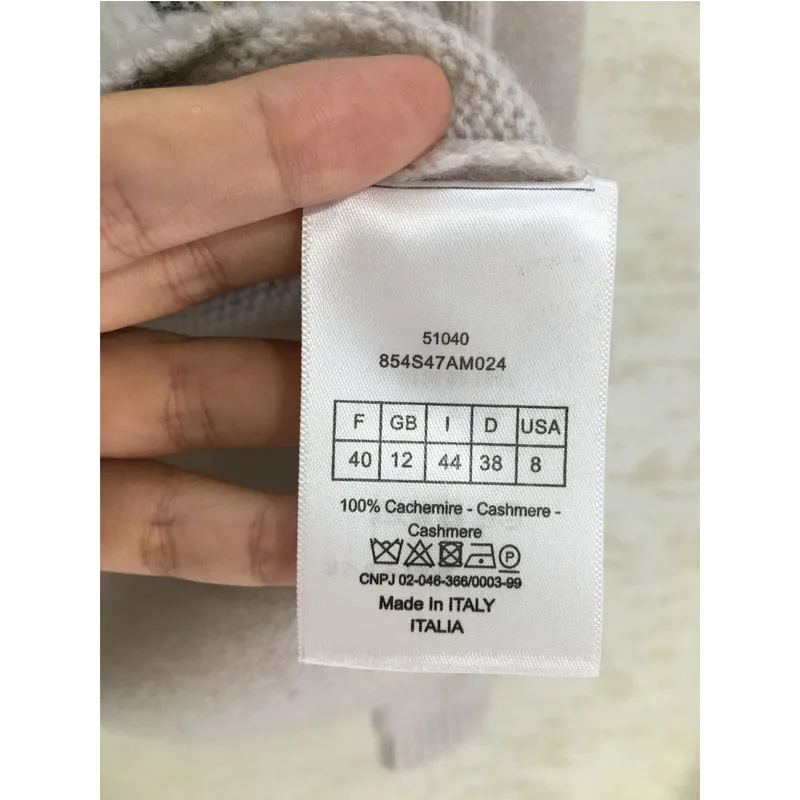 51040
854S47AM024
F GB I D USA
40 12 44 38 8
100% Cachemire - Cashmere -
Cashmere
P
CNPJ 02-046-366/0003-99
Made In ITALY
ITALIA